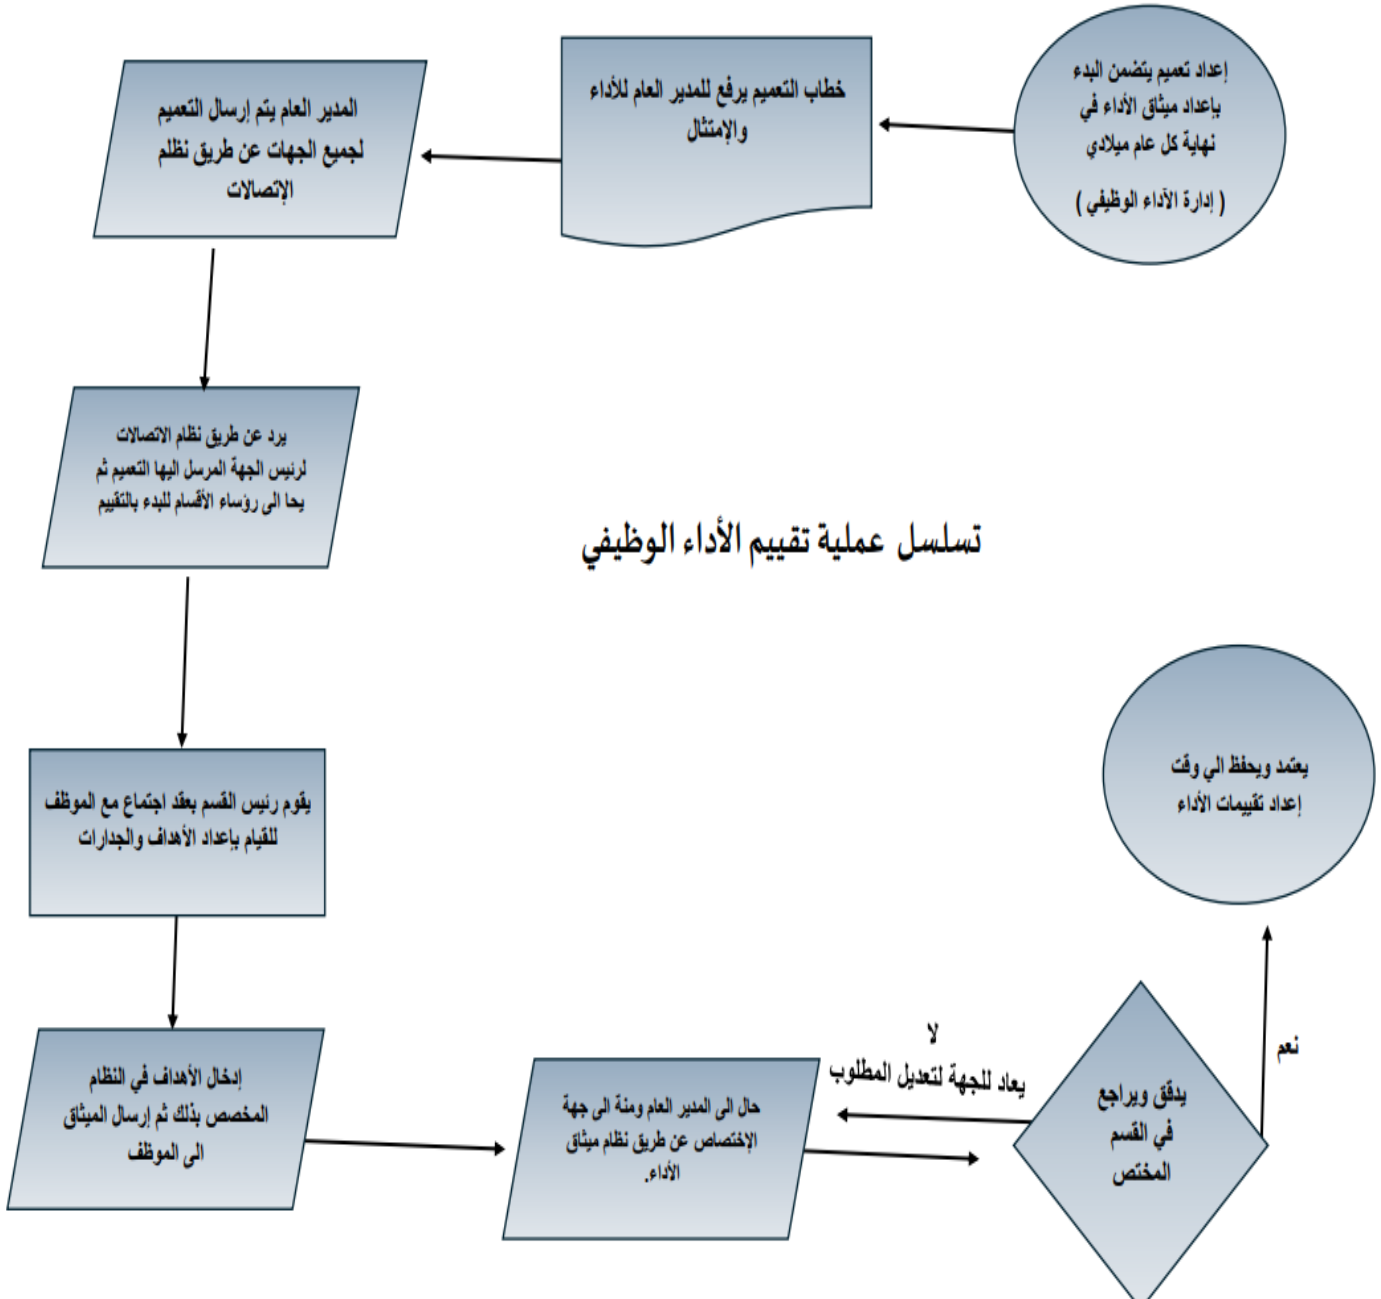 إعداد تعميم يتضمن البدء
بإعداد ميثاق الأداء في
نهاية كل عام ميلادي
( إدارة الآداء الوظيفي )
خطاب التعميم يرفع للمدير العام للأداء
والإمتثال
المدير العام يتم إرسال التعميم
لجميع الجهات عن طريق نظلم
الإتصالات
يرد عن طريق نظام الاتصالات
لرئيس الجهة المرسل اليها التعميم ثم
يحا الى رؤساء الأقسام للبدء بالتقييم
تسلسل عملية تقييم الأداء الوظيفي
يقوم رئيس القسم بعقد اجتماع مع الموظف
للقيام بإعداد الأهداف والجدارات
إدخال الأهداف في النظام
المخصص بذلك ثم إرسال الميثاق
الى الموظف
حال الى المدير العام ومنة الى جهة
الإختصاص عن طريق نظام ميثاق
الأداء.
لا
يعاد للجهة لتعديل المطلوب
يدقق ويراجع
في القسم
المختص
نعم
يعتمد ويحفظ الي وقت
إعداد تقييمات الأداء